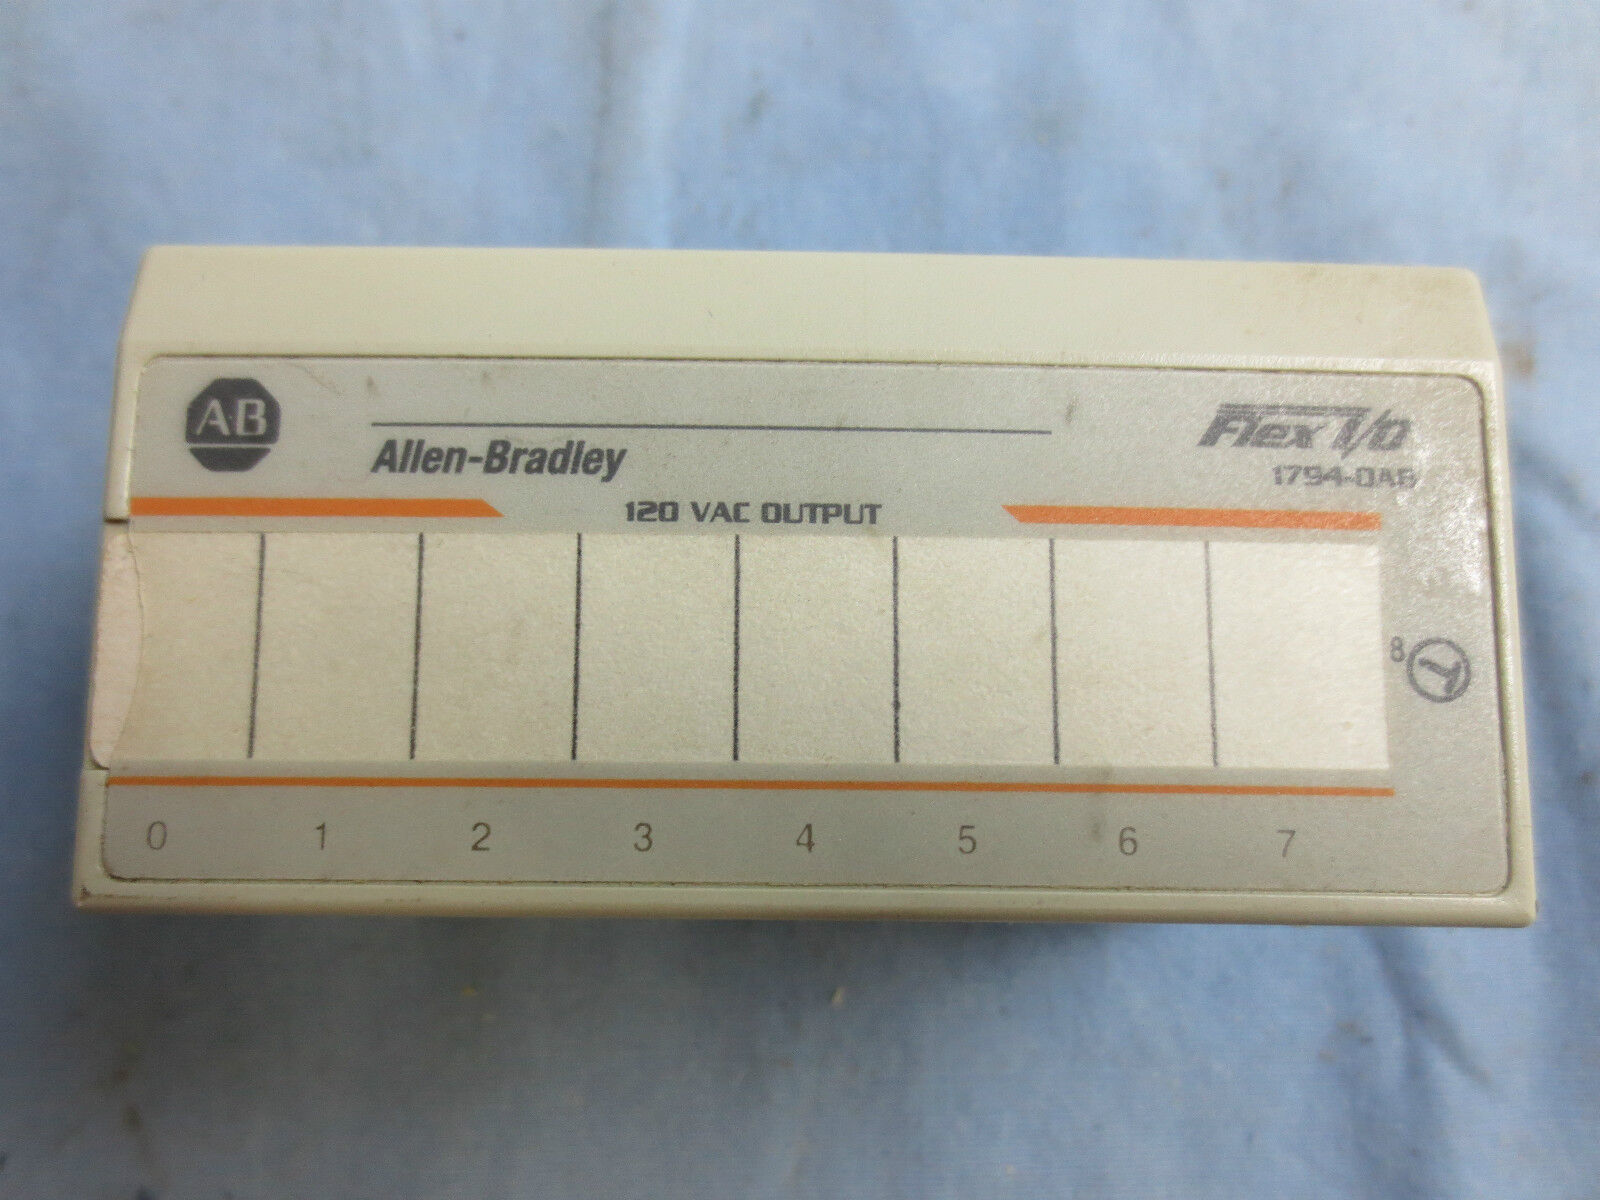 AB
Allen-Bradley
Flex I/O
1794-OA8
120 VAC OUTPUT
8
0 1 2 3 4 5 6 7